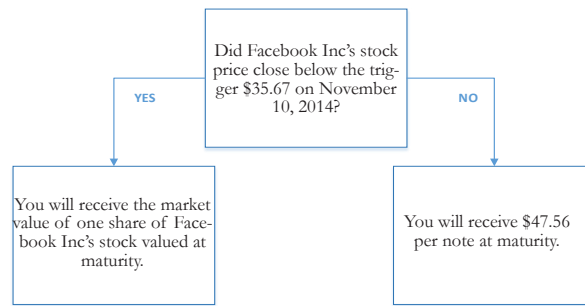 Did Facebook Inc's stock
price close below the trig-
ger $35.67 on November
10, 2014?
YES
NO
You will receive the market
value of one share of Face-
book Inc's stock valued at
maturity.
You will receive $47.56
per note at maturity.